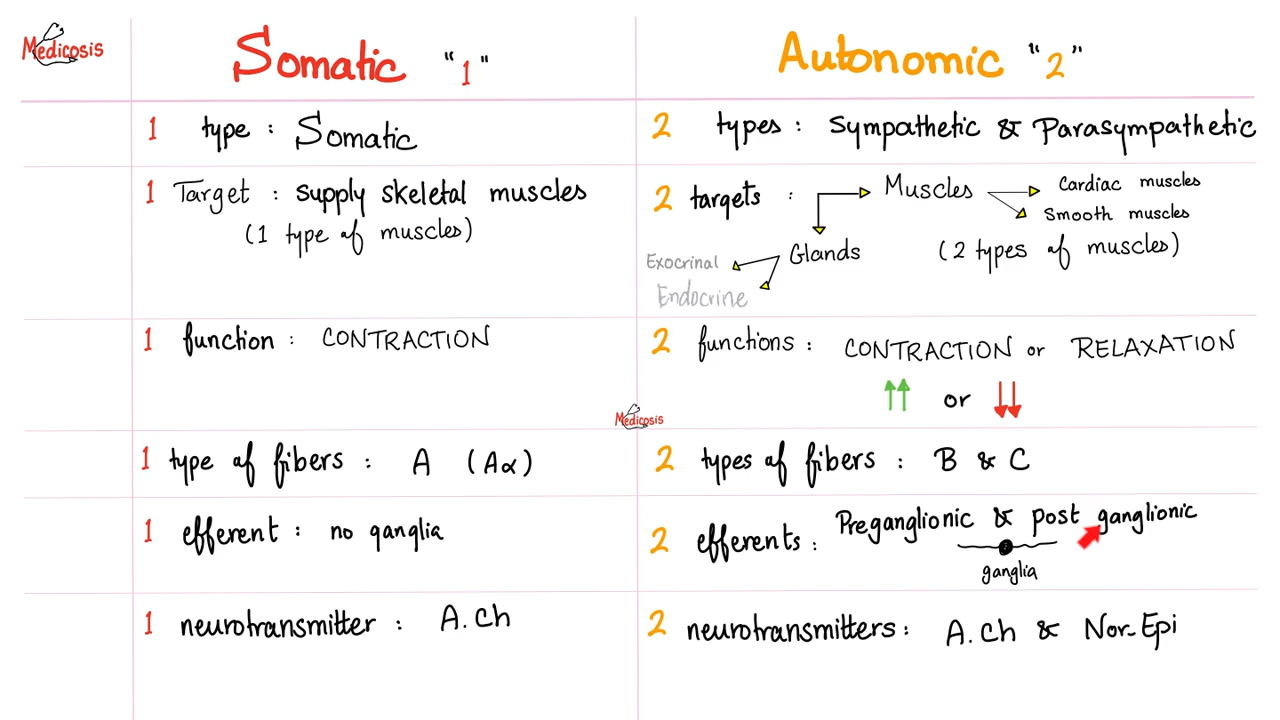 Medicosis
Somatic "1"
Autonomic "2"
1 type : Somatic
2 types : Sympathetic & Parasympathetic
1 Target : supply skeletal muscles
(1 type of muscles)
2 targets :
Muscles
Cardiac muscles
Smooth muscles
(2 types of muscles)
Glands
Exocrinal
Endocrine
1 function : CONTRACTION
2 functions : CONTRACTION or RELAXATION
or
Medicosis
1 type of fibers : A (Aα)
2 types of fibers : B & C
1 efferent : no ganglia
2 efferents : Preganglionic & post ganglionic
ganglia
1 neurotransmitter : A.Ch
2 neurotransmitters : A.Ch & Nor-Epi